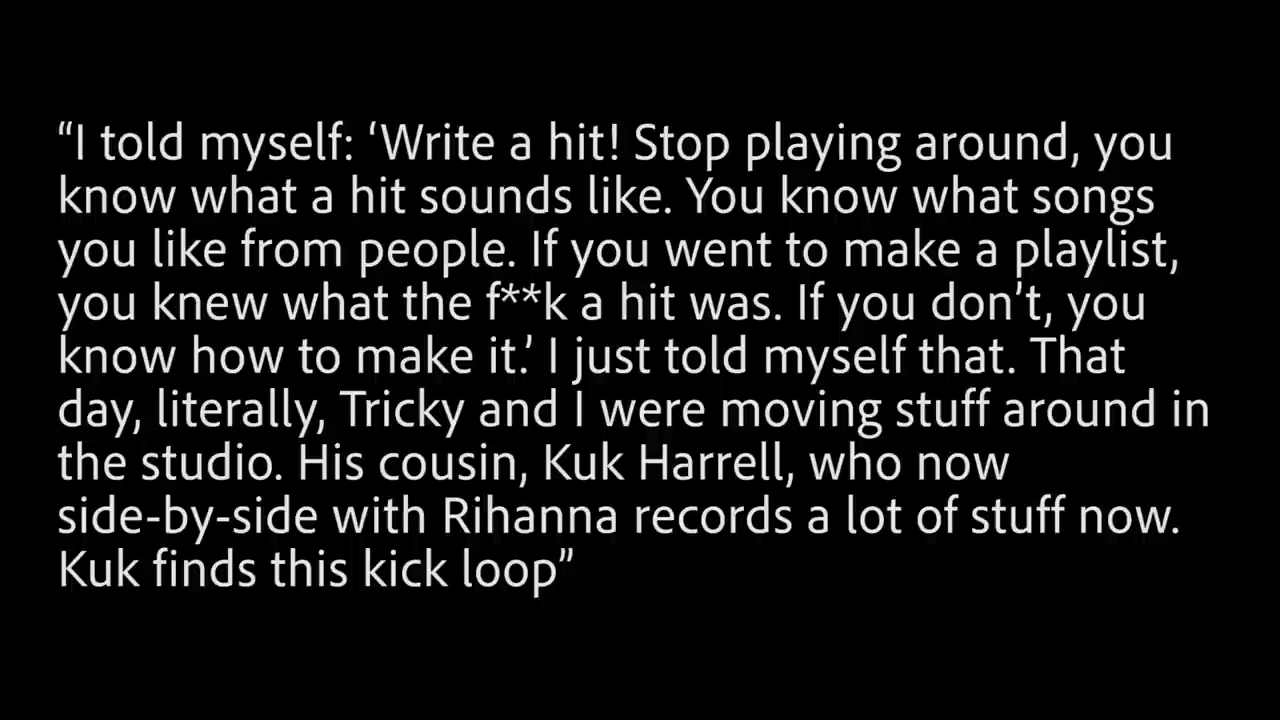 “I told myself: ‘Write a hit! Stop playing around, you
know what a hit sounds like. You know what songs
you like from people. If you went to make a playlist,
you knew what the f**k a hit was. If you don’t, you
know how to make it.’ I just told myself that. That
day, literally, Tricky and I were moving stuff around in
the studio. His cousin, Kuk Harrell, who now
side-by-side with Rihanna records a lot of stuff now.
Kuk finds this kick loop”